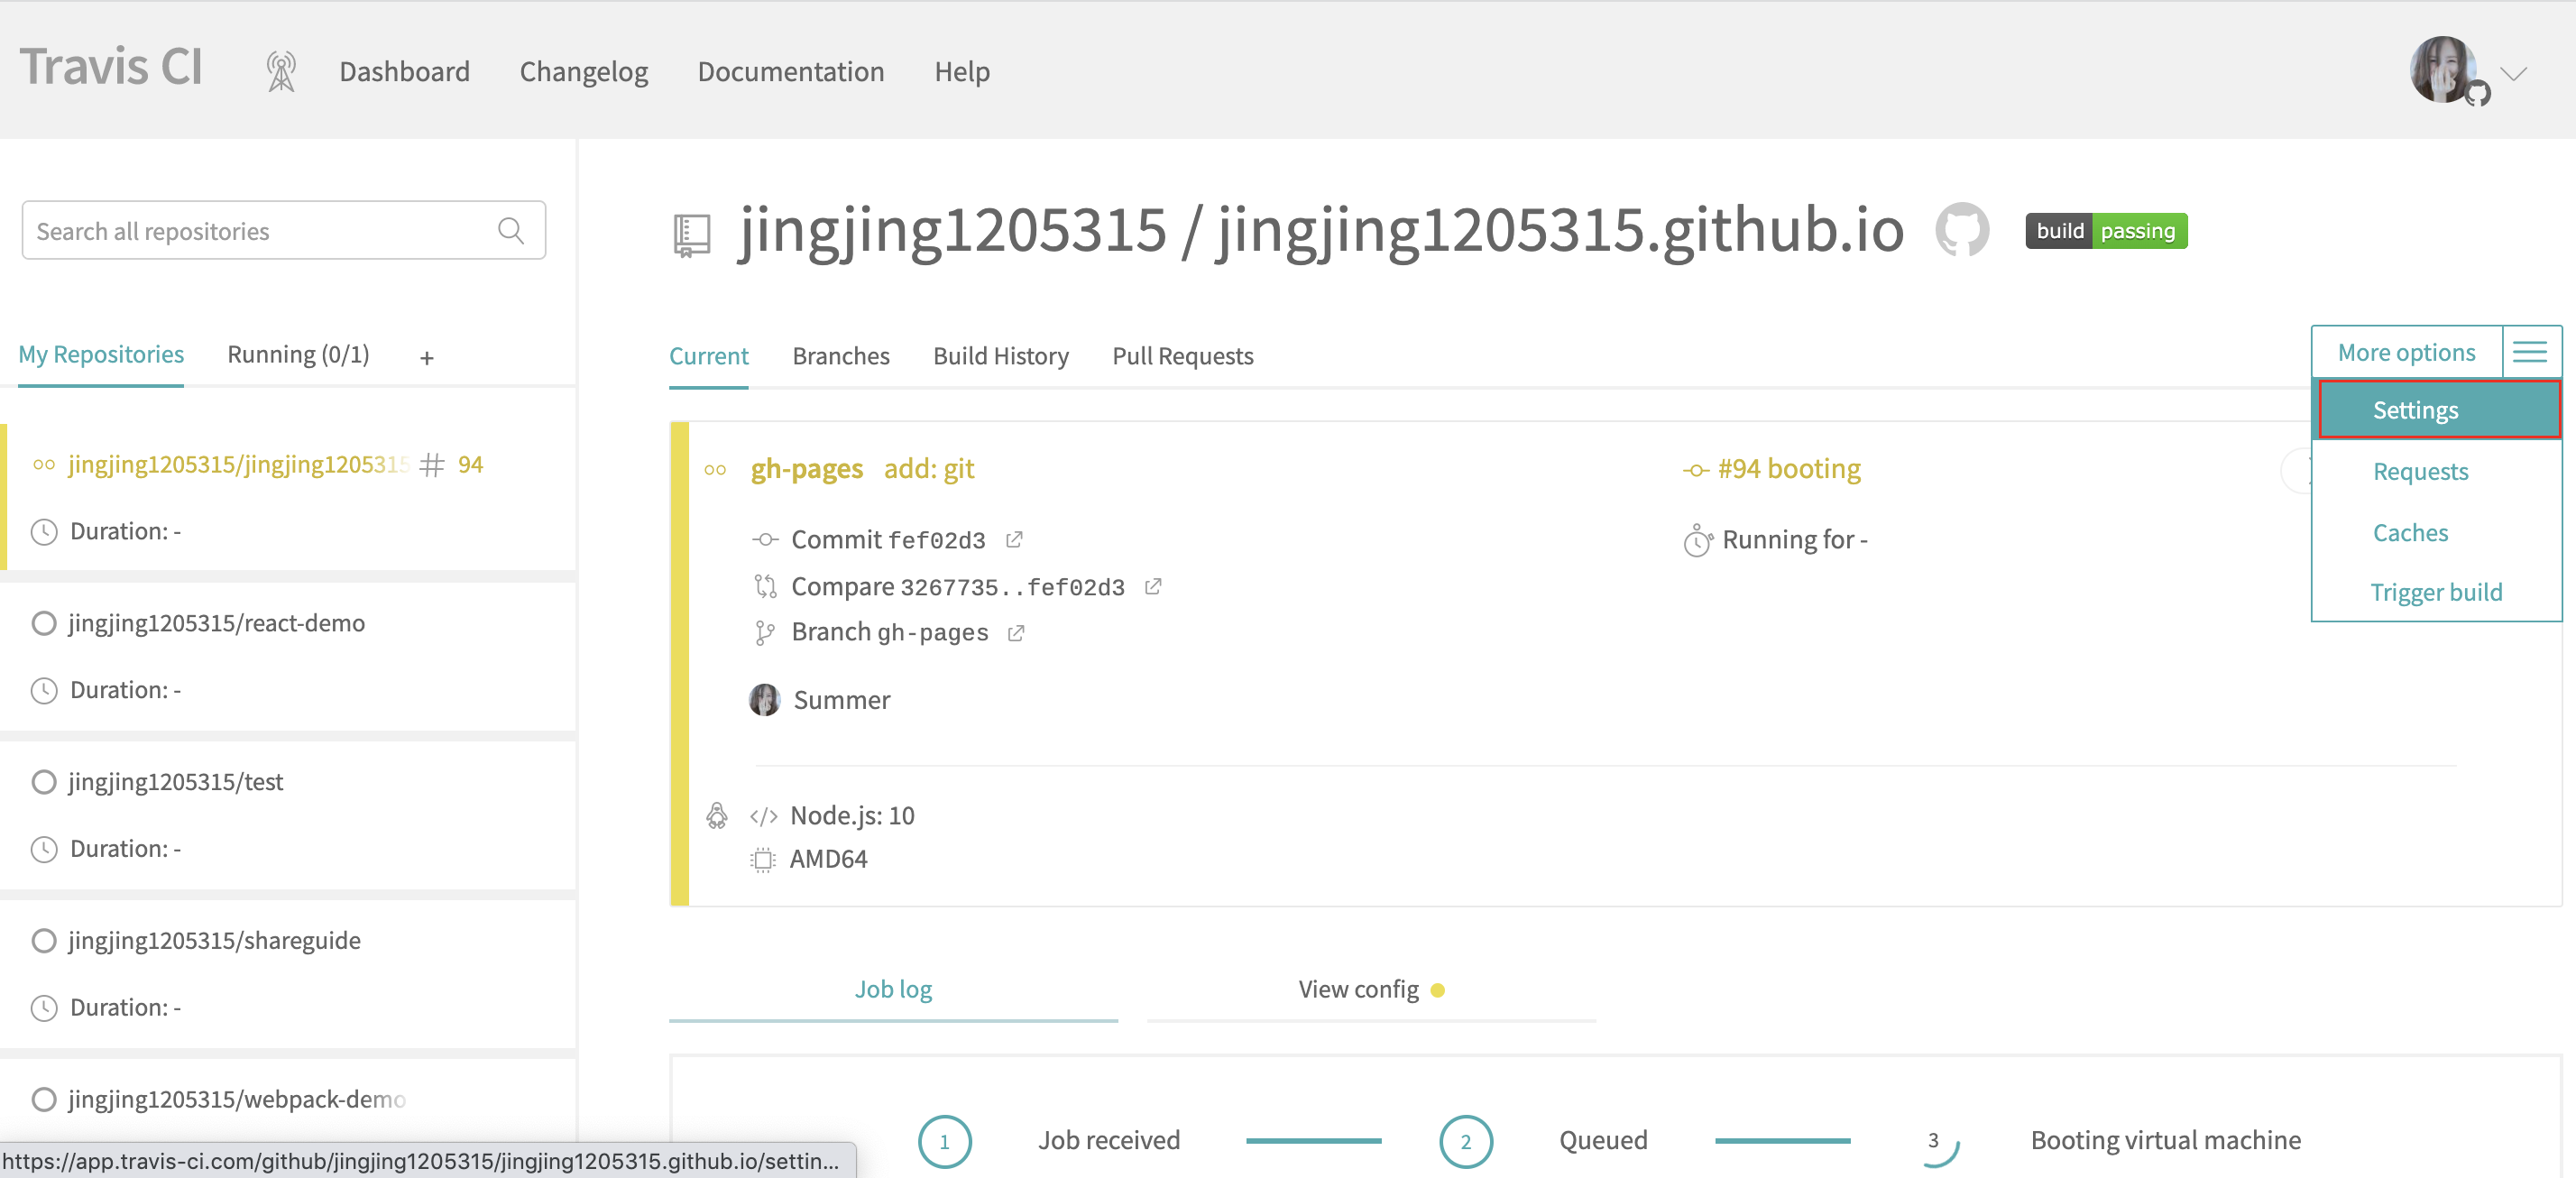 Travis CI
Dashboard
Changelog
Documentation
Help
Search all repositories
My Repositories
Running (0/1)
+
jingjing1205315/jingjing1205315 # 94
Duration: -
jingjing1205315/react-demo
Duration: -
jingjing1205315/test
Duration: -
jingjing1205315/shareguide
Duration: -
jingjing1205315/webpack-demo
https://app.travis-ci.com/github/jingjing1205315/jingjing1205315.github.io/settin...
jingjing1205315 / jingjing1205315.github.io
build passing
Current
Branches
Build History
Pull Requests
More options
Settings
Requests
Caches
Trigger build
gh-pages add: git
Commit fef02d3
Compare 3267735..fef02d3
Branch gh-pages
Summer
#94 booting
Running for -
</> Node.js: 10
AMD64
Job log
View config
1 Job received
2 Queued
3 Booting virtual machine